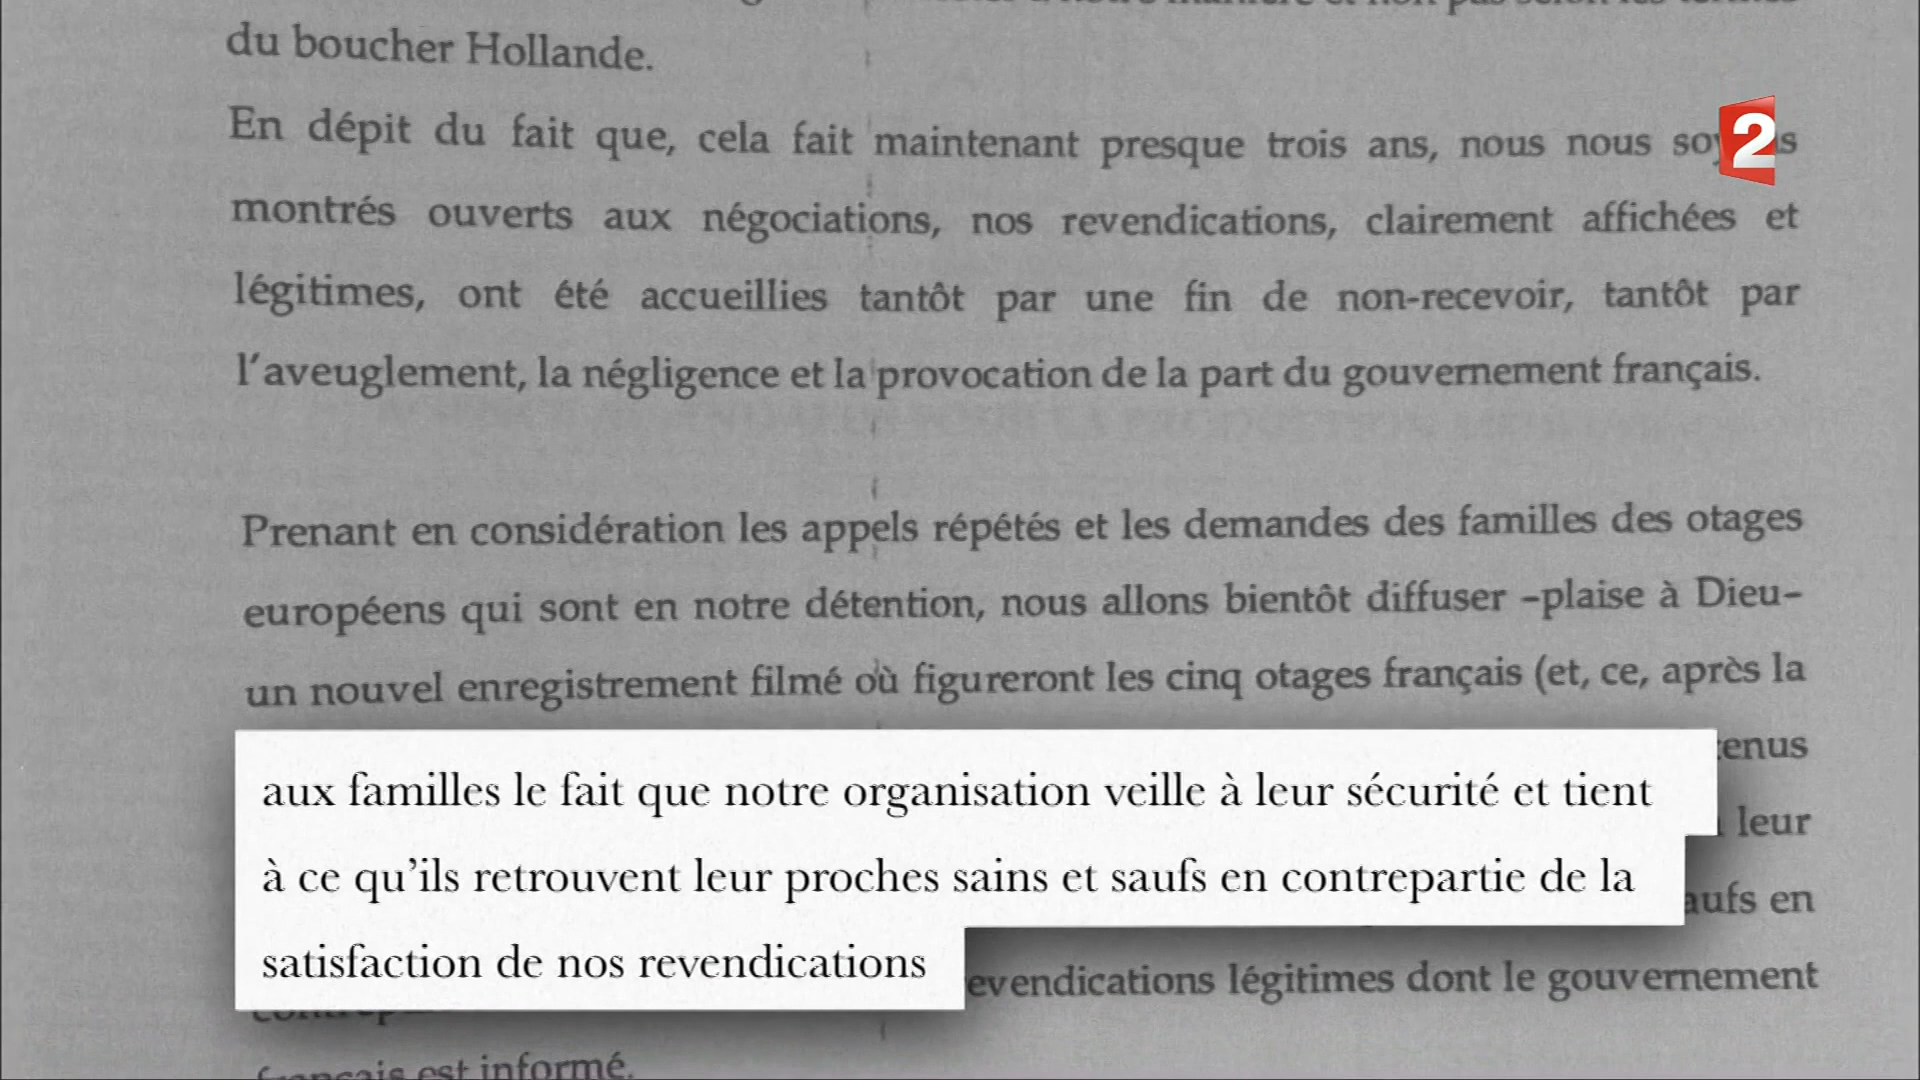 du boucher Hollande.
En dépit du fait que, cela fait maintenant presque trois ans, nous nous
2
montrés ouverts aux négociations, nos revendications, clairement affichées et
légitimes, ont été accueillies tantôt par une fin de non-recevoir, tantôt par
l'aveuglement, la négligence et la provocation de la part du gouvernement français.
Prenant en considération les appels répétés et les demandes des familles des otages
européens qui sont en notre détention, nous allons bientôt diffuser –plaise à Dieu–
un nouvel enregistrement filmé où figureront les cinq otages français (et, ce, après la
aux familles le fait que notre organisation veille à leur sécurité et tient
à ce qu'ils retrouvent leur proches sains et saufs en contrepartie de la
satisfaction de nos revendications
leur
en
légitimes dont le gouvernement
français est informé.